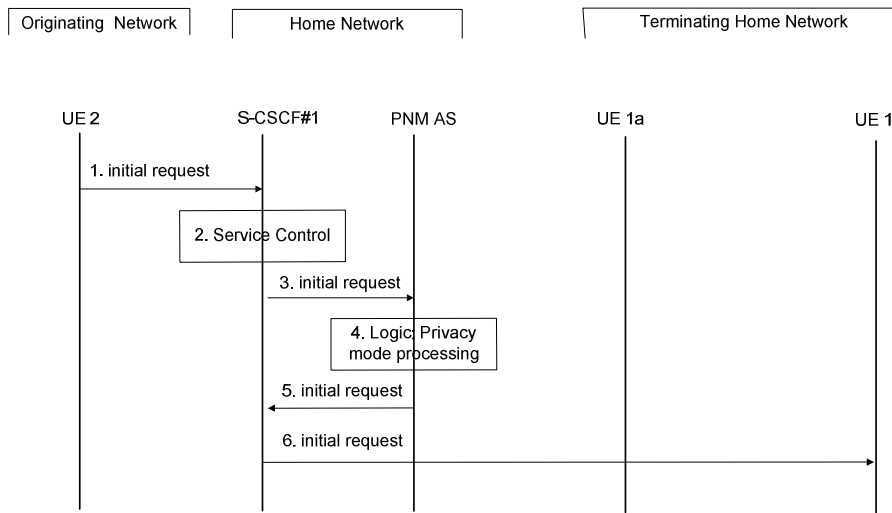 Originating Network
Home Network
Terminating Home Network
UE 2
S-CSCF#1
PNM AS
UE 1a
UE 1
1. initial request
2. Service Control
3. initial request
4. Logic; Privacy
mode processing
5. initial request
6. initial request